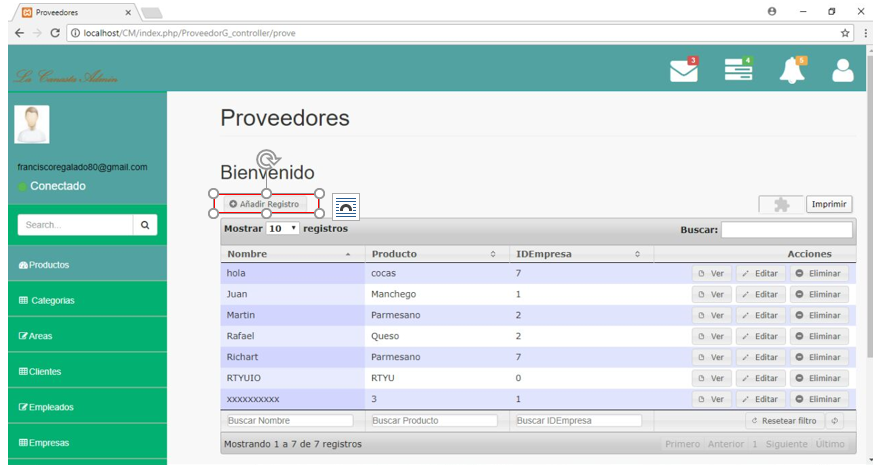 Proveedores
localhost/CM/index.php/ProveedorG_controller/prove
La Canasta Admin
3 4 5
franciscoregalado80@gmail.com
Conectado
Search...
Productos
Categorias
Areas
Clientes
Empleados
Empresas
Proveedores
Bienvenido
Añadir Registro
Imprimir
Mostrar 10 registros
Buscar:
Nombre Producto IDEmpresa Acciones
hola cocas 7 Ver Editar Eliminar
Juan Manchego 1 Ver Editar Eliminar
Martin Parmesano 2 Ver Editar Eliminar
Rafael Queso 2 Ver Editar Eliminar
Richart Parmesano 7 Ver Editar Eliminar
RTYUIO RTYU 0 Ver Editar Eliminar
xxxxxxxxxx 3 1 Ver Editar Eliminar
Buscar Nombre Buscar Producto Buscar IDEmpresa Resetear filtro
Mostrando 1 a 7 de 7 registros
Primero Anterior 1 Siguiente Último